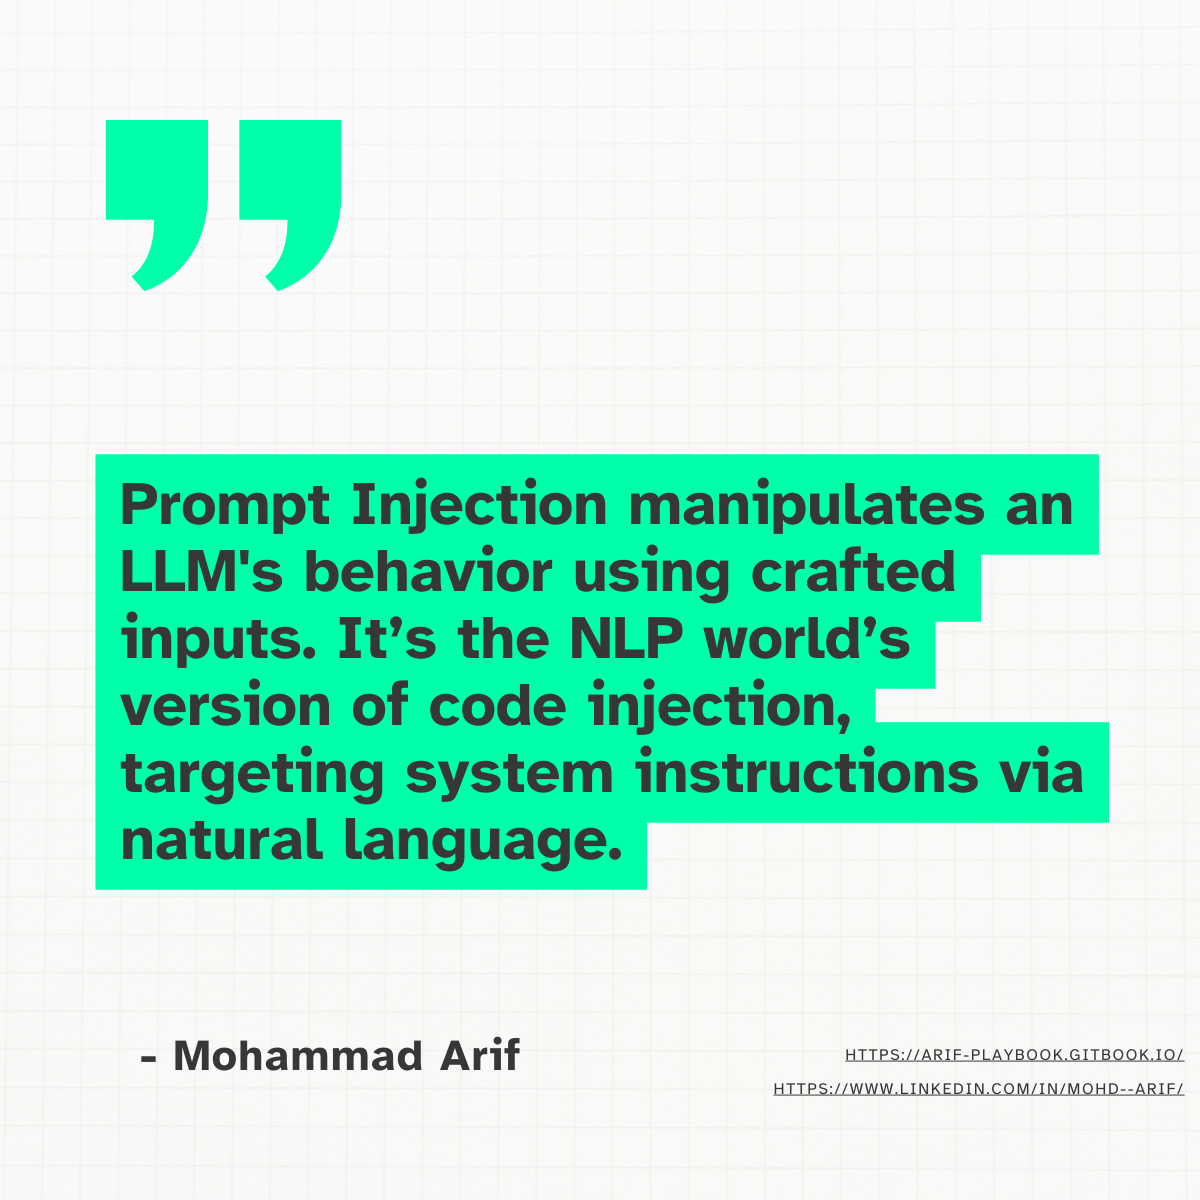 Prompt Injection manipulates an
LLM's behavior using crafted
inputs. It’s the NLP world’s
version of code injection,
targeting system instructions via
natural language.
- Mohammad Arif
HTTPS://ARIF-PLAYBOOK.GITBOOK.IO/
HTTPS://WWW.LINKEDIN.COM/IN/MOHD--ARIF/